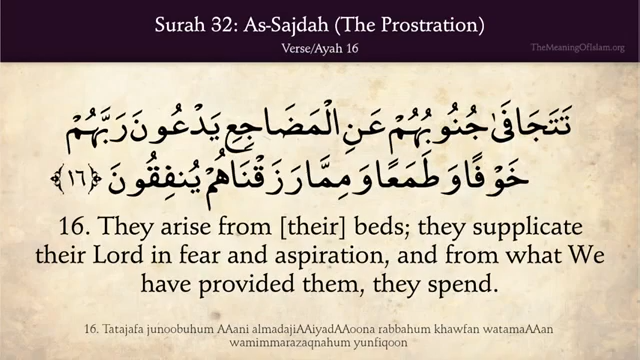 Surah 32: As-Sajdah (The Prostration)
Verse/Ayah 16
TheMeaningOfIslam.org
تَتَجَافَىٰ جُنُوبُهُمْ عَنِ الْمَضَاجِعِ يَدْعُونَ رَبَّهُمْ
خَوْفًا وَطَمَعًا وَمِمَّا رَزَقْنَاهُمْ يُنفِقُونَ ﴿١٦﴾
16. They arise from [their] beds; they supplicate
their Lord in fear and aspiration, and from what We
have provided them, they spend.
16. Tatajafa junoobuhum AAani almadajiAAiyadAAoona rabbahum khawfan watamaAAan
wamimmarazaqnahum yunfiqoon